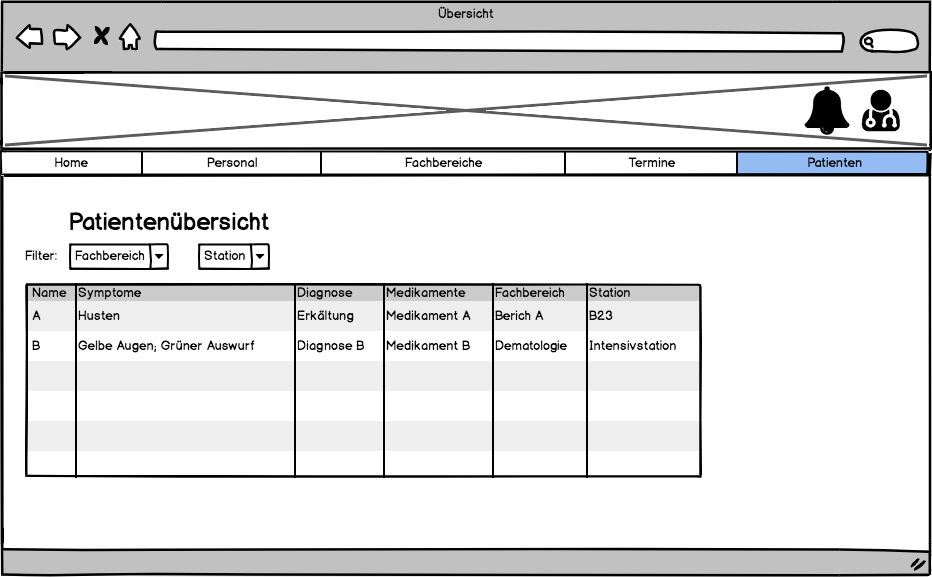 Übersicht
Home Personal Fachbereiche Termine Patienten
Patientenübersicht
Filter: Fachbereich Station
Name Symptome Diagnose Medikamente Fachbereich Station
A Husten Erkältung Medikament A Berich A B23
B Gelbe Augen; Grüner Auswurf Diagnose B Medikament B Dematologie Intensivstation